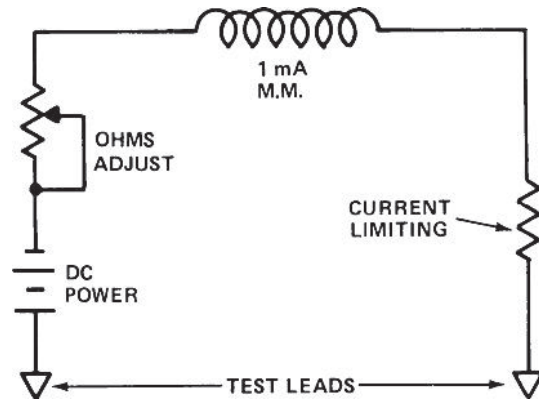 1 mA
M.M.
OHMS
ADJUST
CURRENT
LIMITING
DC
POWER
TEST LEADS